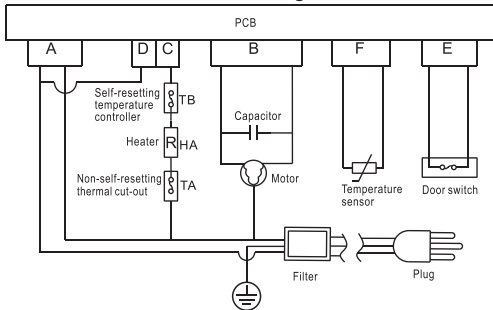 PCB
A
D
C
B
F
E
Self-resetting
temperature
controller
TB
Heater
R
HA
Non-self-resetting
thermal cut-out
TA
Capacitor
Motor
Temperature
sensor
Door switch
Filter
Plug